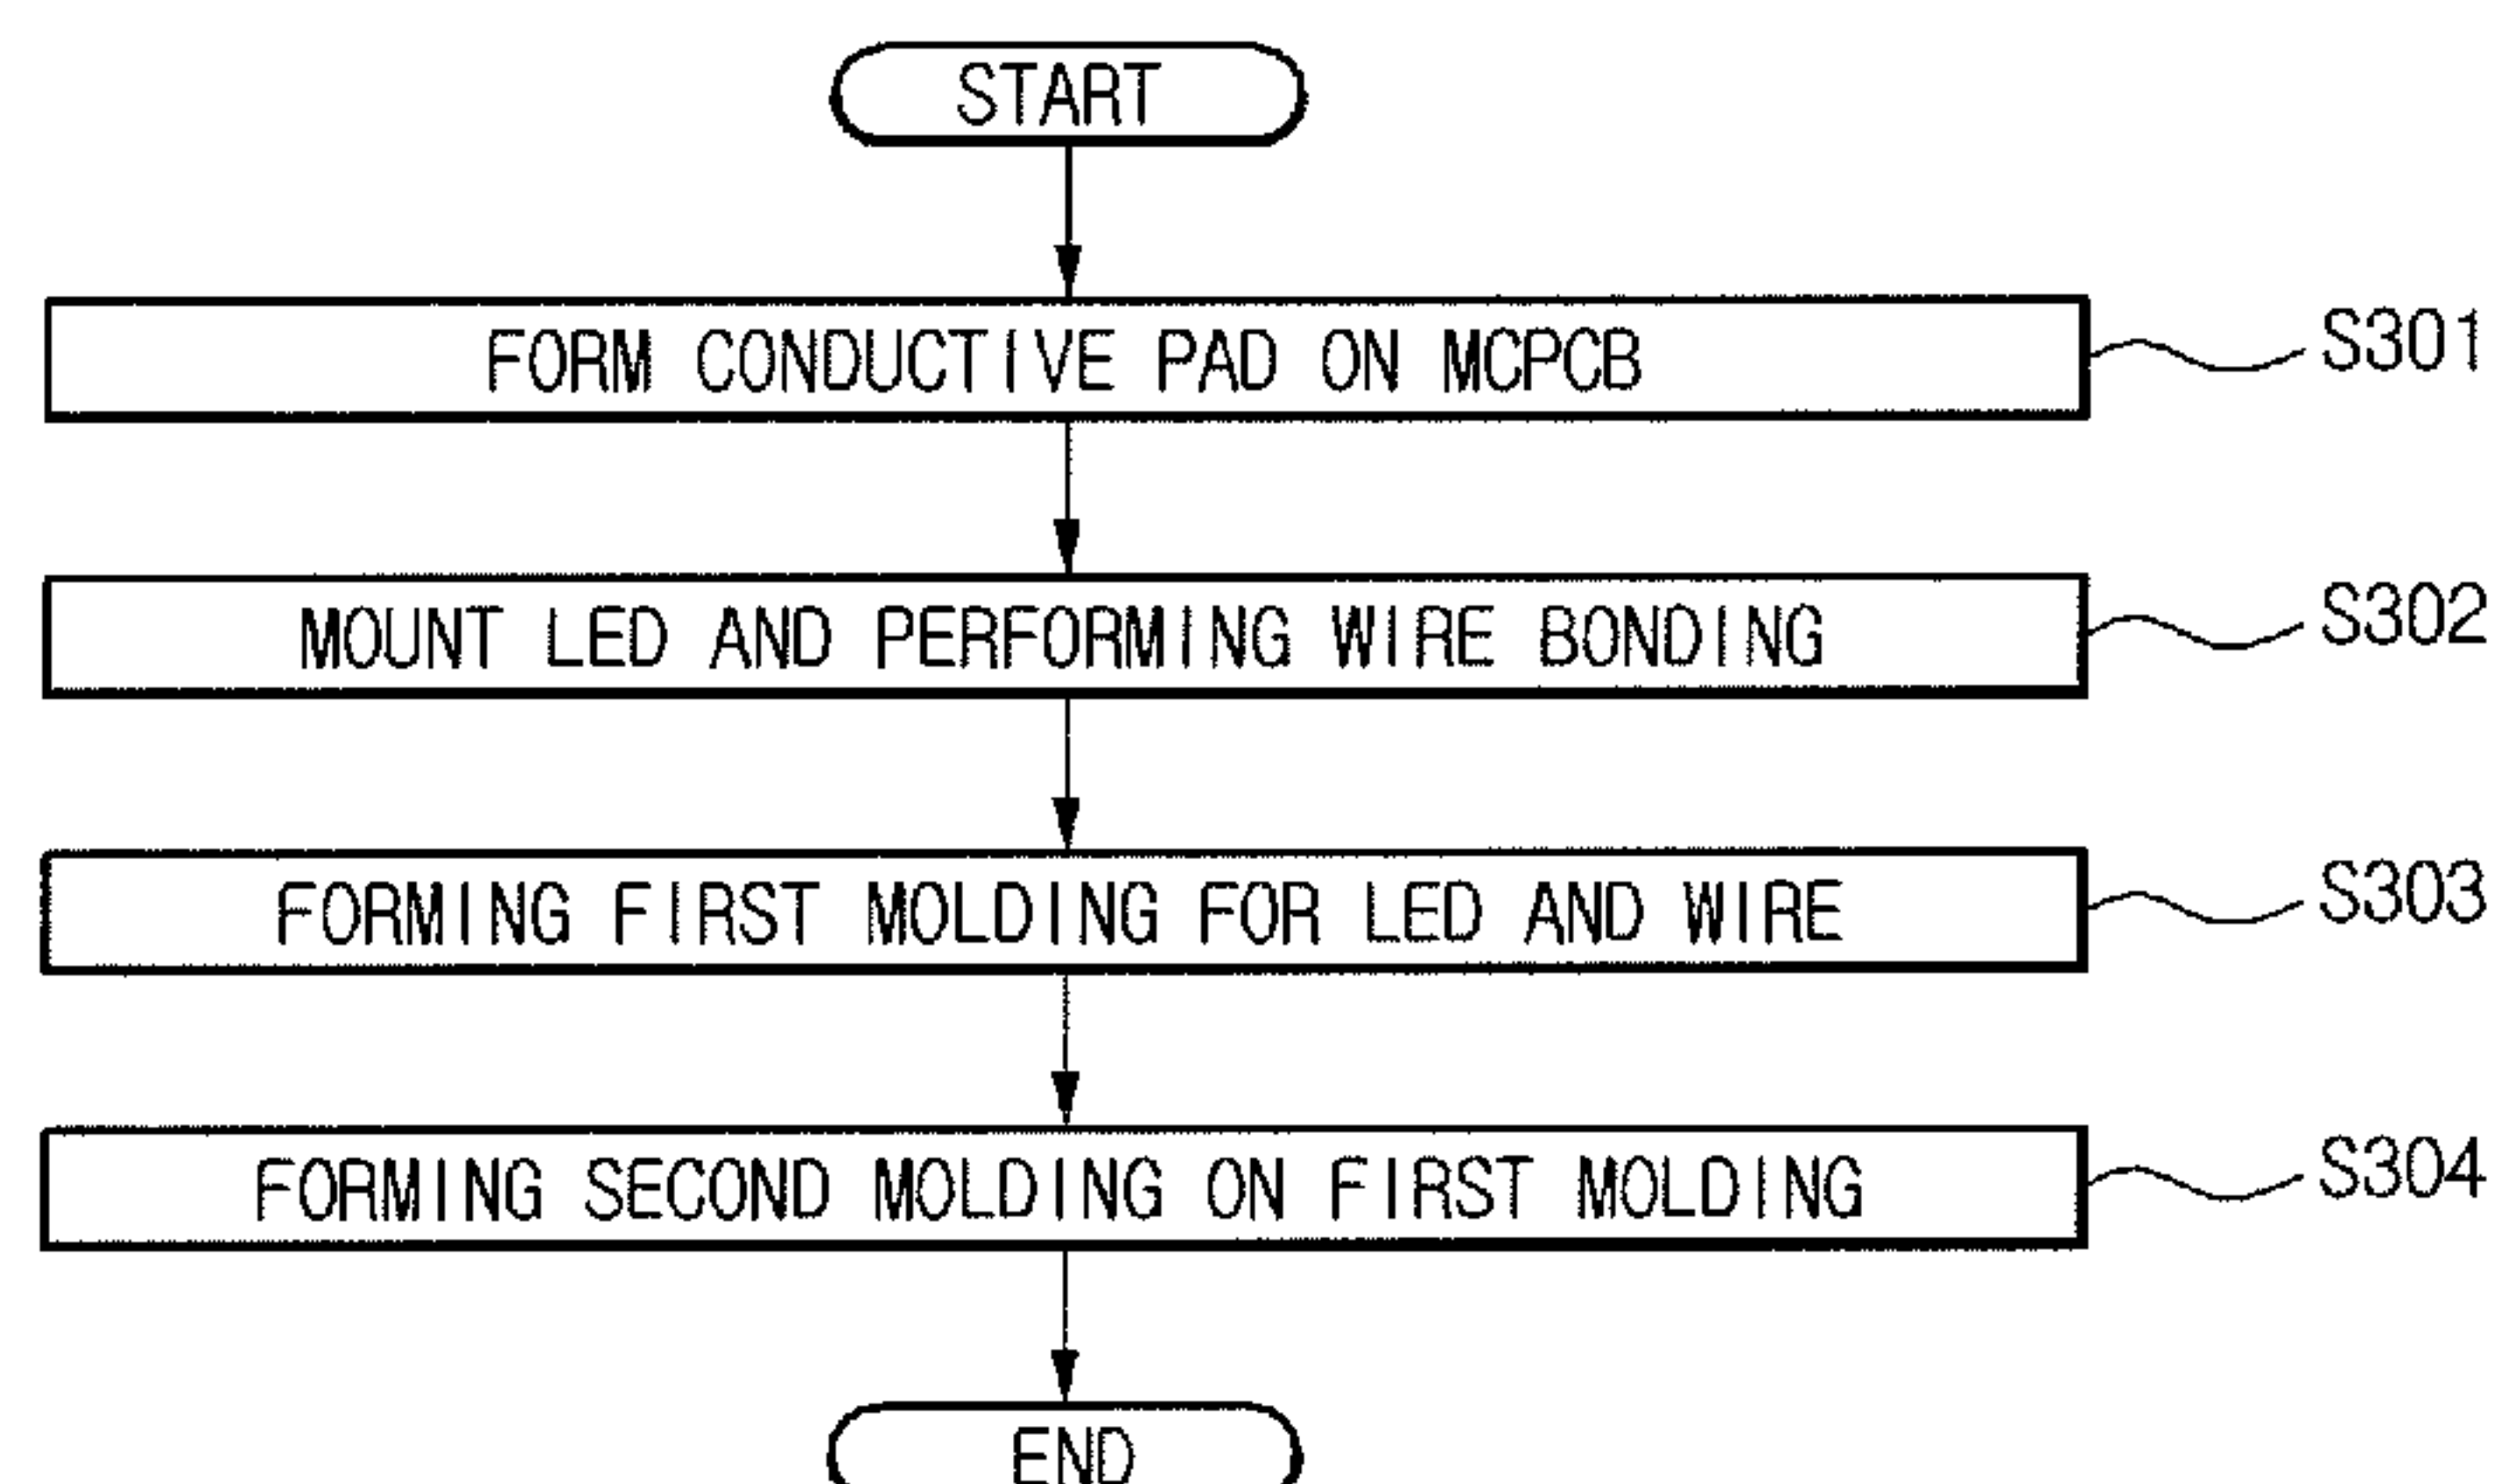 START
FORM CONDUCTIVE PAD ON MCPCB
S301
MOUNT LED AND PERFORMING WIRE BONDING
S302
FORMING FIRST MOLDING FOR LED AND WIRE
S303
FORMING SECOND MOLDING ON FIRST MOLDING
S304
END